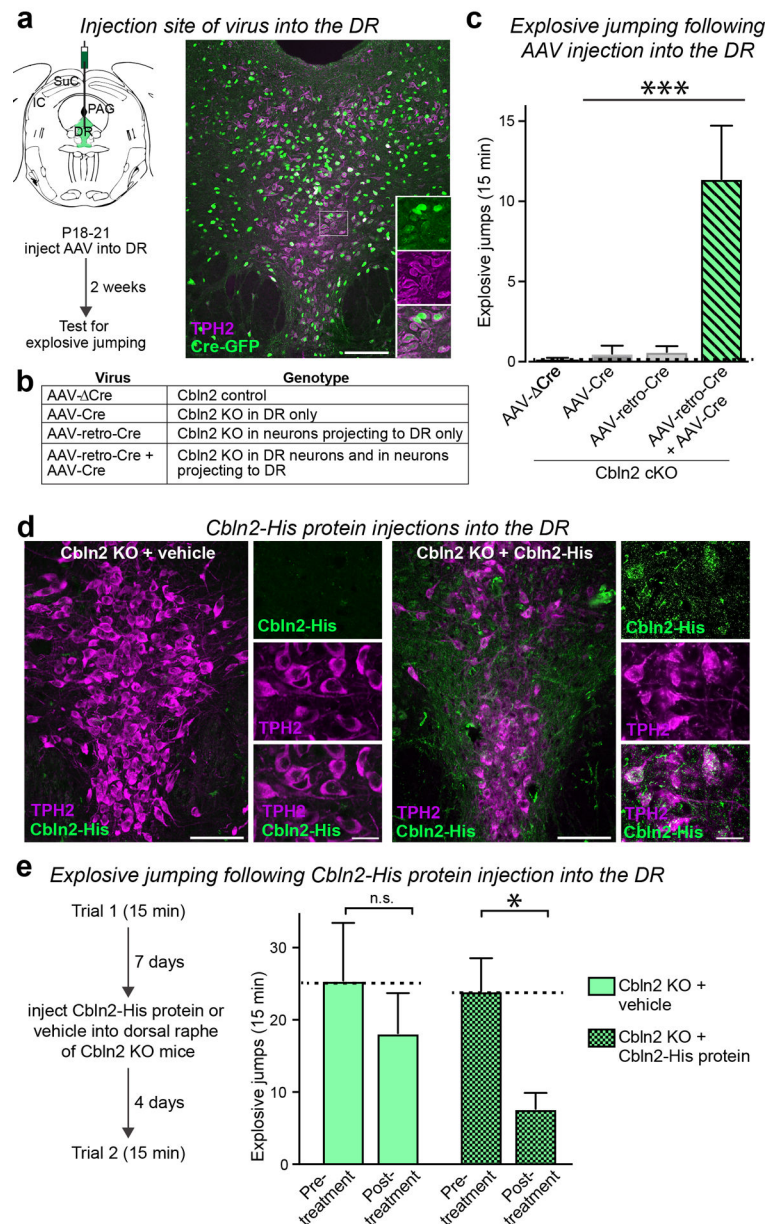 a
Injection site of virus into the DR
SuC
IC
PAG
DR
P18-21
inject AAV into DR
2 weeks
Test for
explosive jumping
TPH2
Cre-GFP
b
Virus Genotype
AAV-ΔCre Cbln2 control
AAV-Cre Cbln2 KO in DR only
AAV-retro-Cre Cbln2 KO in neurons projecting to DR only
AAV-retro-Cre + Cbln2 KO in DR neurons and in neurons
AAV-Cre projecting to DR
c
Explosive jumping following
AAV injection into the DR
***
Explosive jumps (15 min)
15
10
5
0
AAV-ΔCre
AAV-Cre
AAV-retro-Cre
AAV-retro-Cre
+ AAV-Cre
Cbln2 cKO
d
Cbln2-His protein injections into the DR
Cbln2 KO + vehicle
TPH2
Cbln2-His
Cbln2-His
TPH2
TPH2
Cbln2-His
Cbln2 KO + Cbln2-His
TPH2
Cbln2-His
Cbln2-His
TPH2
TPH2
Cbln2-His
e
Explosive jumping following Cbln2-His protein injection into the DR
Trial 1 (15 min)
7 days
inject Cbln2-His protein or
vehicle into dorsal raphe
of Cbln2 KO mice
4 days
Trial 2 (15 min)
Explosive jumps (15 min)
30
20
10
0
n.s.
*
Pre-
treatment
Post-
treatment
Pre-
treatment
Post-
treatment
Cbln2 KO +
vehicle
Cbln2 KO +
Cbln2-His protein